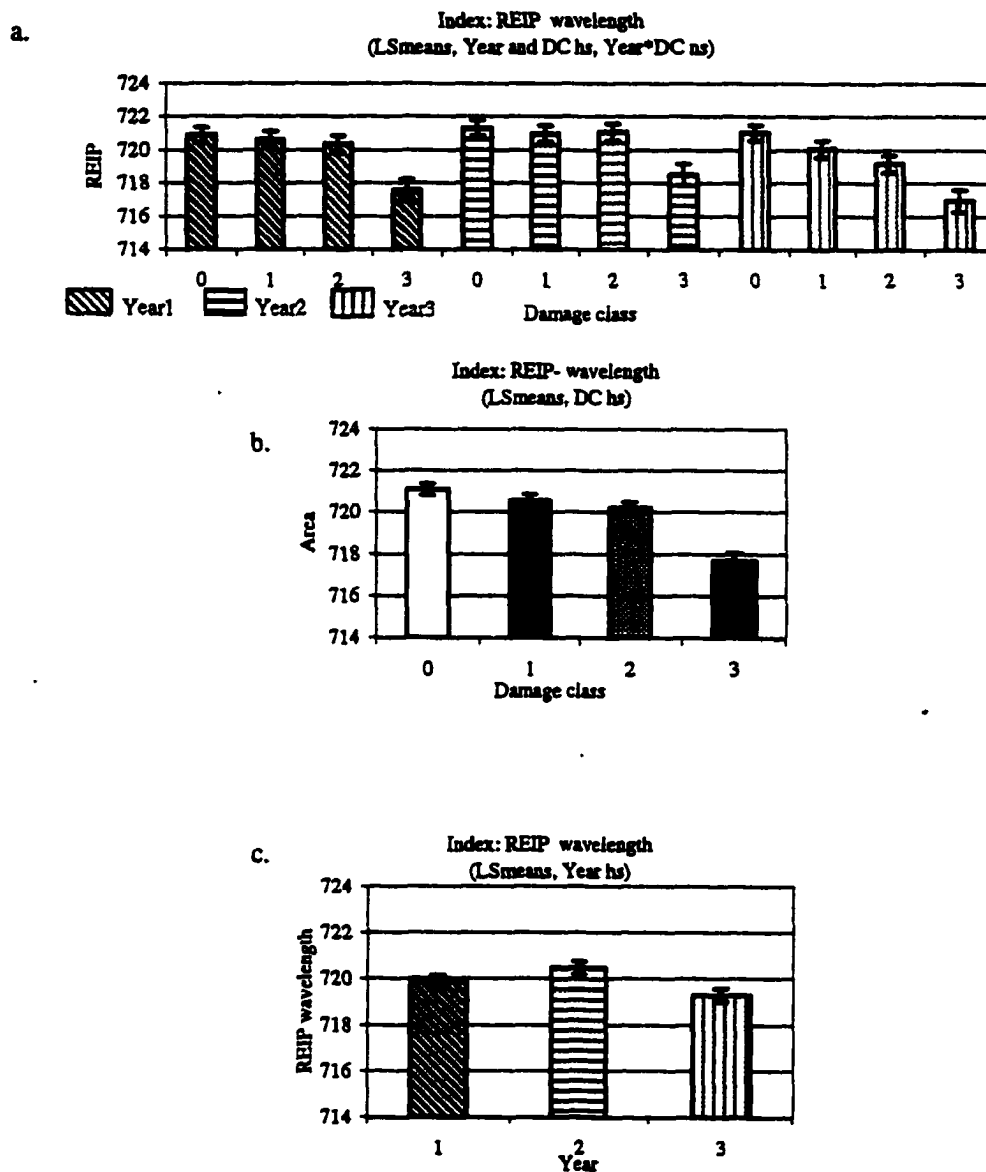 a.
Index: REIP wavelength
(LSmeans, Year and DC hs, Year*DC ns)
724
722
720
718
716
714
REIP
0 1 2 3 0 1 2 3 0 1 2 3
Year1 Year2 Year3
Damage class
b.
Index: REIP- wavelength
(LSmeans, DC hs)
724
722
720
718
716
714
Area
0 1 2 3
Damage class
c.
Index: REIP wavelength
(LSmeans, Year hs)
724
722
720
718
716
714
REIP wavelength
1 2 3
Year